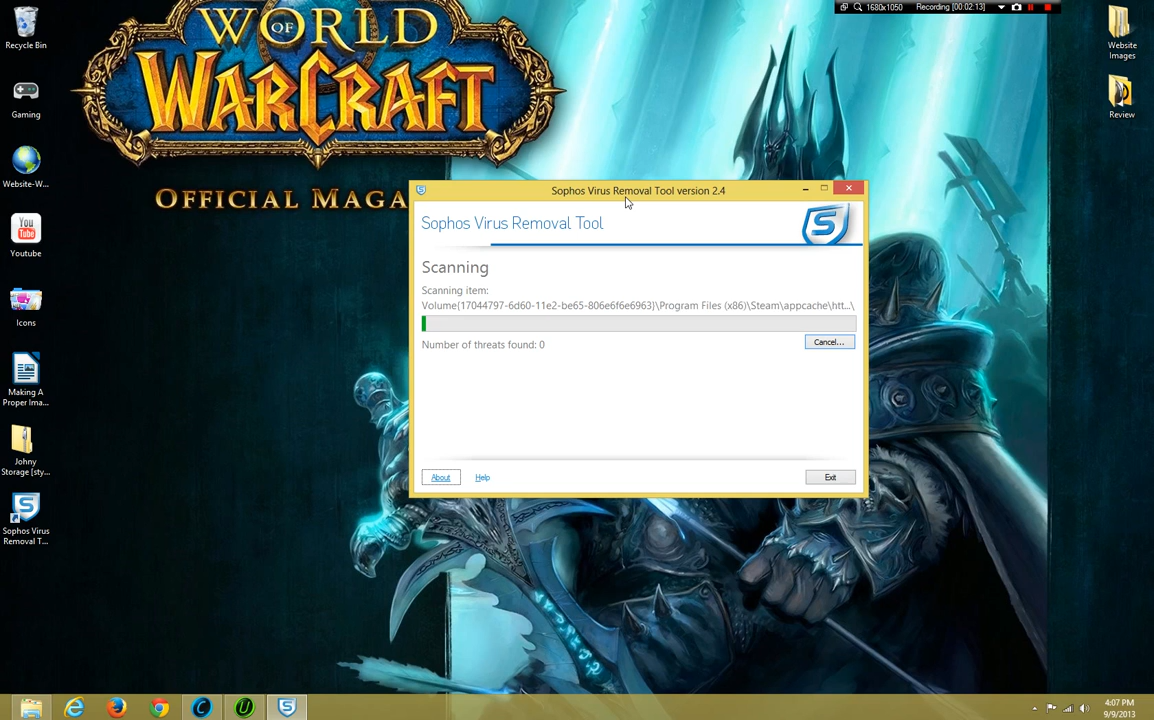 1680x1050
Recording [00:02:13]
WORLD
OF
WARCRAFT
OFFICIAL MAGA
Recycle Bin
Gaming
Website-W...
You
Tube
Youtube
Icons
Making A
Proper Ima...
Johny
Storage [sty...
Sophos Virus
Removal T...
Website
Images
Review
Sophos Virus Removal Tool version 2.4
Sophos Virus Removal Tool
S
Scanning
Scanning item:
Volume{17044797-6d60-11e2-be65-806e6f6e6963}\Program Files (x86)\Steam\appcache\htt...\
Number of threats found: 0
Cancel...
About
Help
Exit
4:07 PM
9/9/2013